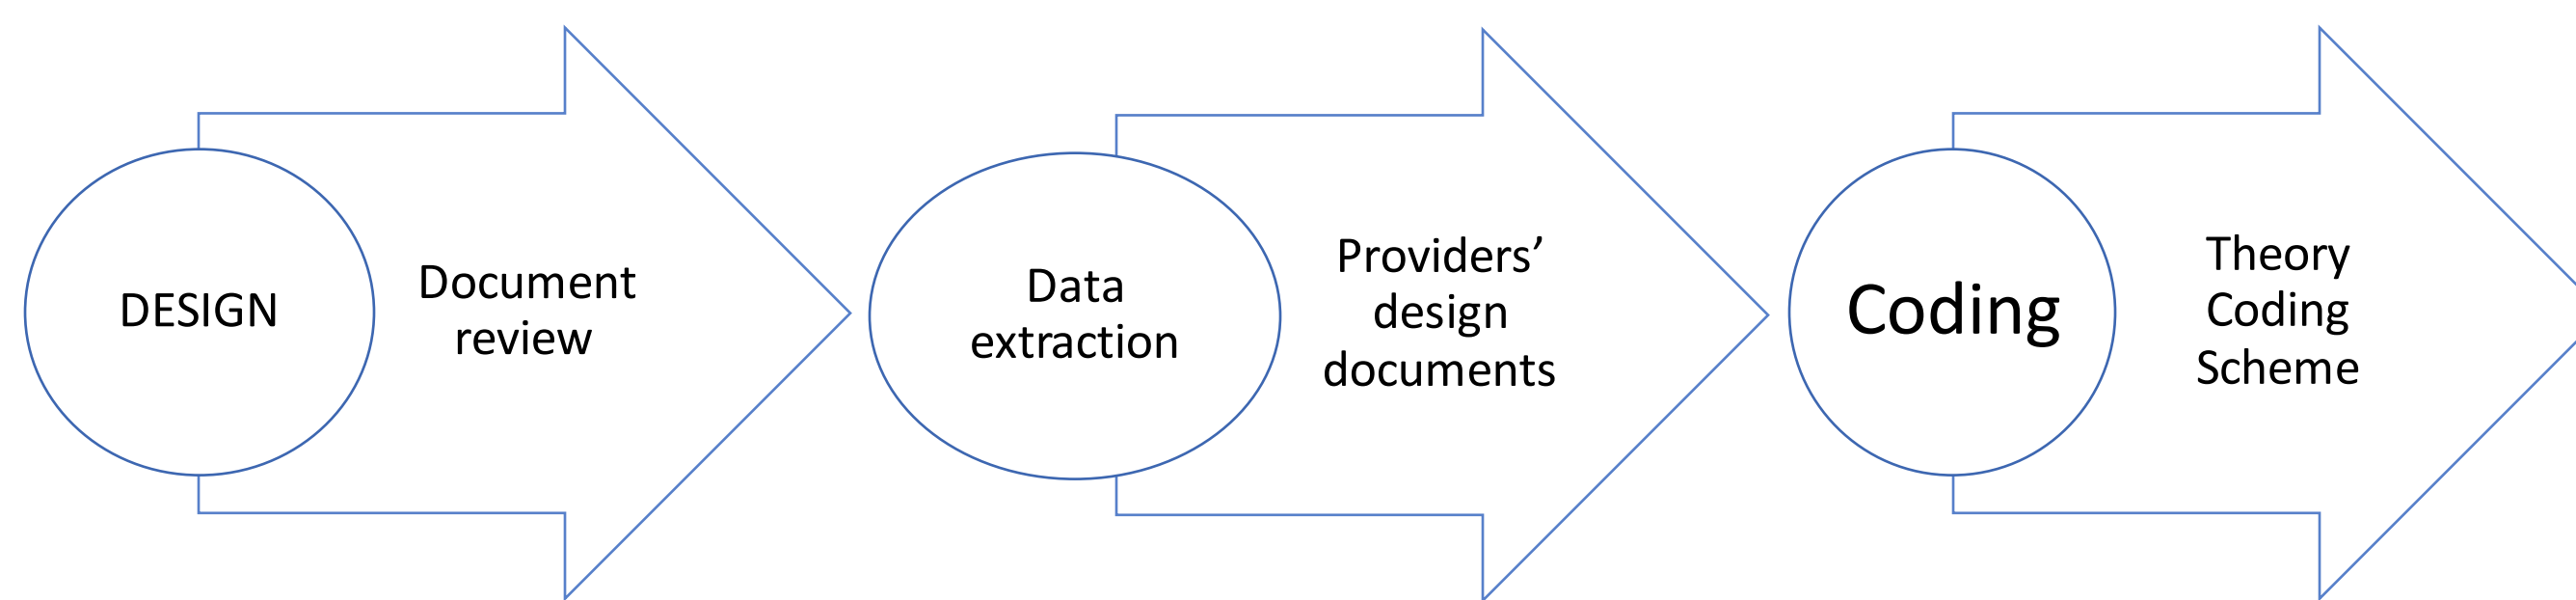 DESIGN
Document
review
Data
extraction
Providers’
design
documents
Coding
Theory
Coding
Scheme